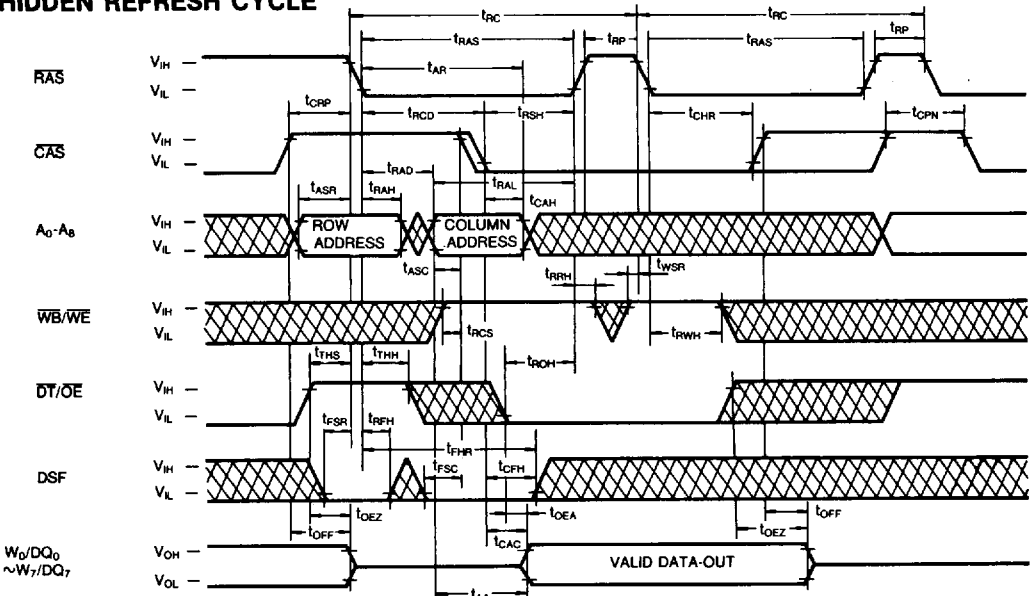 HIDDEN REFRESH CYCLE
tRC tRC
tRAS tRP tRAS tRP
tAR
RAS VIH
VIL
tCRP tRCD tRSH tCHR tCPN
CAS VIH
VIL
tRAD tRAL
tASR tRAH tCAH
A0-A8 VIH
VIL
ROW ADDRESS
COLUMN ADDRESS
tASC tRRH tWSR
WB/WE VIH
VIL
tRCS tRWH
tTHS tTHH tROH
DT/OE VIH
VIL
tFSR tRFH
tFHR
DSF VIH
VIL
tFSC tCFH
tOEZ tOEA tOEZ tOFF
tOFF tCAC
W0/DQ0
~W7/DQ7
VOH
VOL
VALID DATA-OUT